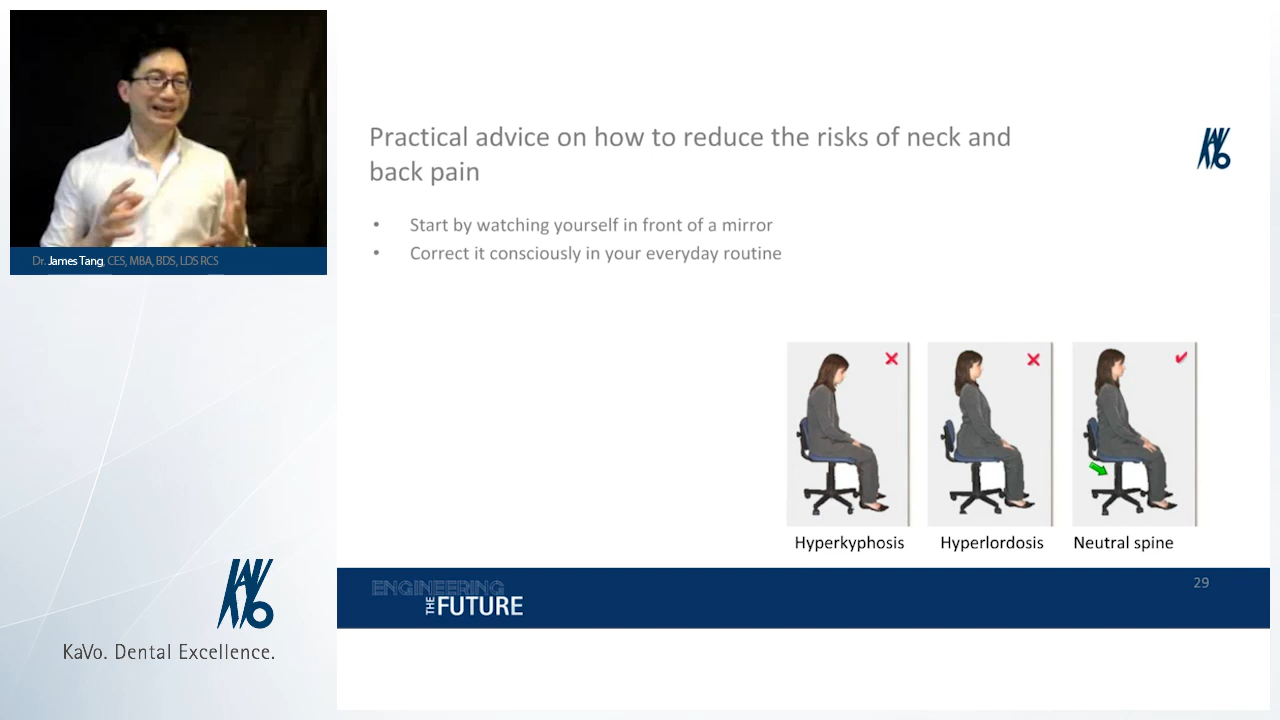 Dr. James Tang, CES, MBA, BDS, LDS RCS
Practical advice on how to reduce the risks of neck and
back pain
KAVO
• Start by watching yourself in front of a mirror
• Correct it consciously in your everyday routine
Hyperkyphosis
Hyperlordosis
Neutral spine
KAVO
KaVo. Dental Excellence.
ENGINEERING
THE FUTURE
29